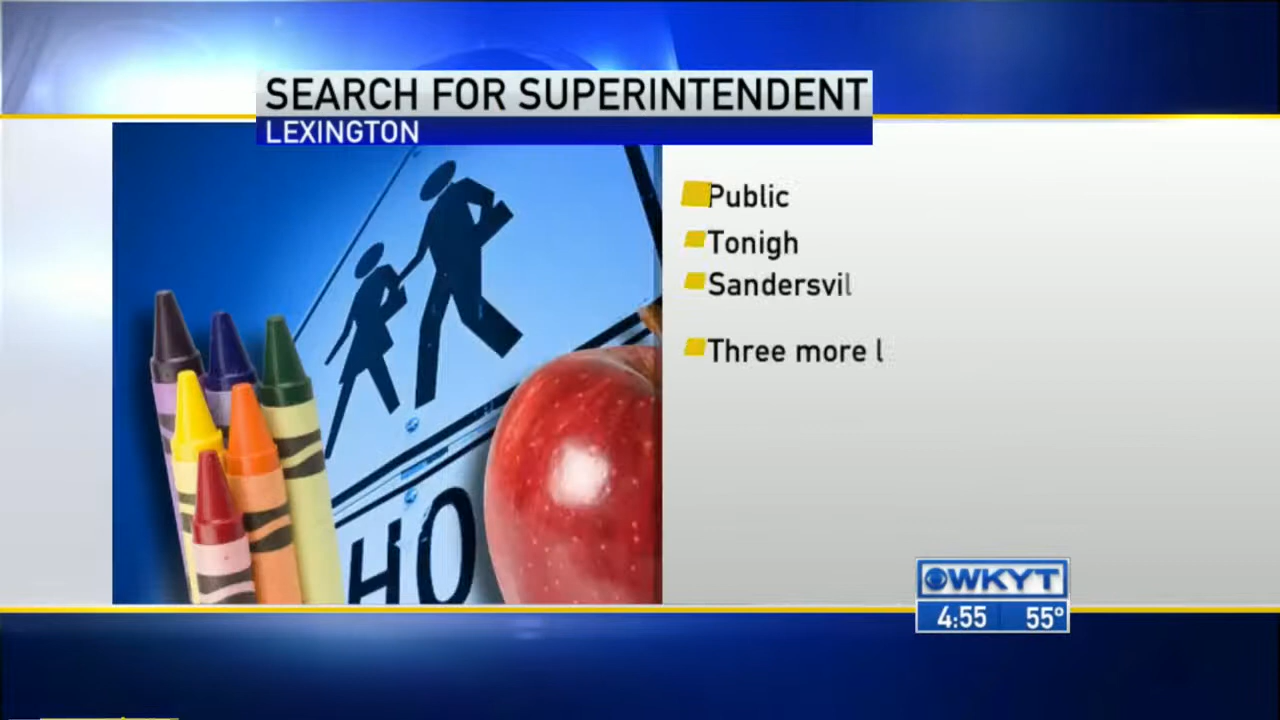 SEARCH FOR SUPERINTENDENT
LEXINGTON
Public
Tonigh
Sandersvil
Three more l
HO
WKYT
4:55 55°